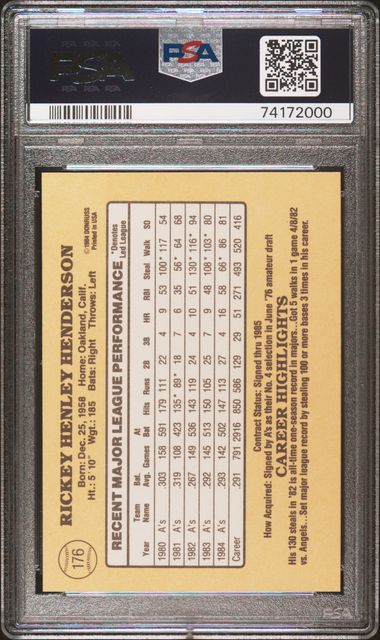 PSA
PSA
74172000
176
RICKEY HENLEY HENDERSON
©1984 DONRUSS
Printed in USA
Born: Dec. 25, 1958 Home: Oakland, Calif.
Ht.: 5' 10" Wgt.: 185 Bats: Right Throws: Left
RECENT MAJOR LEAGUE PERFORMANCE
*Denotes
Led League
Team Bat. At
Year Name Avg. Games Bat Hits Runs 2B 3B HR RBI Steal Walk SO
1980 A's .303 158 591 179 111 22 4 9 53 100* 117 54
1981 A's .319 108 423 135* 89* 18 7 6 35 56* 64 68
1982 A's .267 149 536 143 119 24 4 10 51 130* 116* 94
1983 A's .292 145 513 150 105 25 7 9 48 108* 103* 80
1984 A's .293 142 502 147 113 27 4 16 58 66* 86 81
Career .291 791 2916 850 586 129 29 51 271 493 520 416
Contract Status: Signed thru 1985
How Acquired: Signed by A's as their No. 4 selection in June '76 amateur draft
CAREER HIGHLIGHTS
His 130 steals in '82 is all-time one-season record in majors...Got 5 walks in 1 game 4/8/82
vs. Angels...Set major league record by stealing 100 or more bases 3 times in his career.
PSA